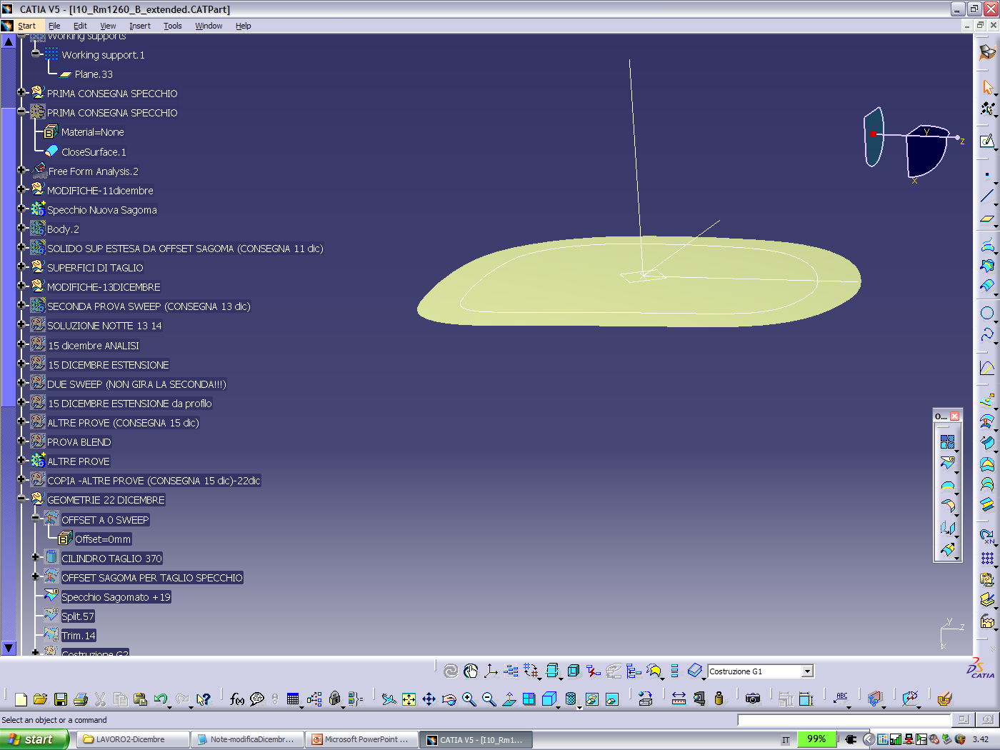 CATIA V5 - [I10_Rm1260_B_extended.CATPart]
Start File Edit View Insert Tools Window Help
Working supports
Working support.1
Plane.33
PRIMA CONSEGNA SPECCHIO
PRIMA CONSEGNA SPECCHIO
Material=None
CloseSurface.1
Free Form Analysis.2
MODIFICHE-11dicembre
Specchio Nuova Sagoma
Body.2
SOLIDO SUP ESTESA DA OFFSET SAGOMA (CONSEGNA 11 dic)
SUPERFICI DI TAGLIO
MODIFICHE-13DICEMBRE
SECONDA PROVA SWEEP (CONSEGNA 13 dic)
SOLUZIONE NOTTE 13 14
15 dicembre ANALISI
15 DICEMBRE ESTENSIONE
DUE SWEEP (NON GIRA LA SECONDA!!!)
15 DICEMBRE ESTENSIONE da profilo
ALTRE PROVE (CONSEGNA 15 dic)
PROVA BLEND
ALTRE PROVE
COPIA -ALTRE PROVE (CONSEGNA 15 dic)-22dic
GEOMETRIE 22 DICEMBRE
OFFSET A 0 SWEEP
Offset=0mm
CILINDRO TAGLIO 370
OFFSET SAGOMA PER TAGLIO SPECCHIO
Specchio Sagomato +19
Split.57
Trim.14
Costruzione G2
y
z
x
O...
y
z
x
Costruzione G1
CATIA
f(x)
ABC
Select an object or a command
start
LAVORO2-Dicembre
Note-modificaDicembr...
Microsoft PowerPoint ...
CATIA V5 - [I10_Rm1...
IT
99%
3.42